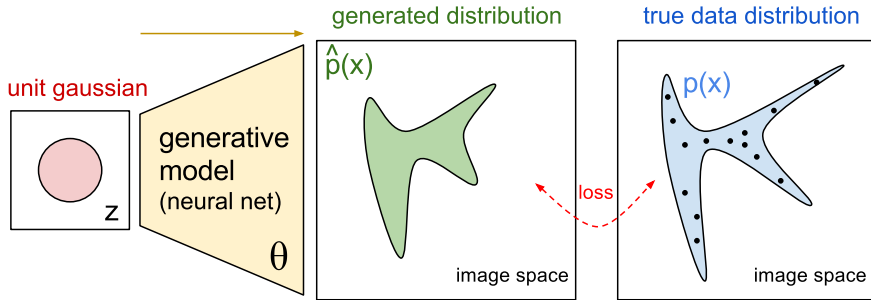 generated distribution
true data distribution
unit gaussian
z
generative
model
(neural net)
θ
p̂(x)
image space
loss
p(x)
image space